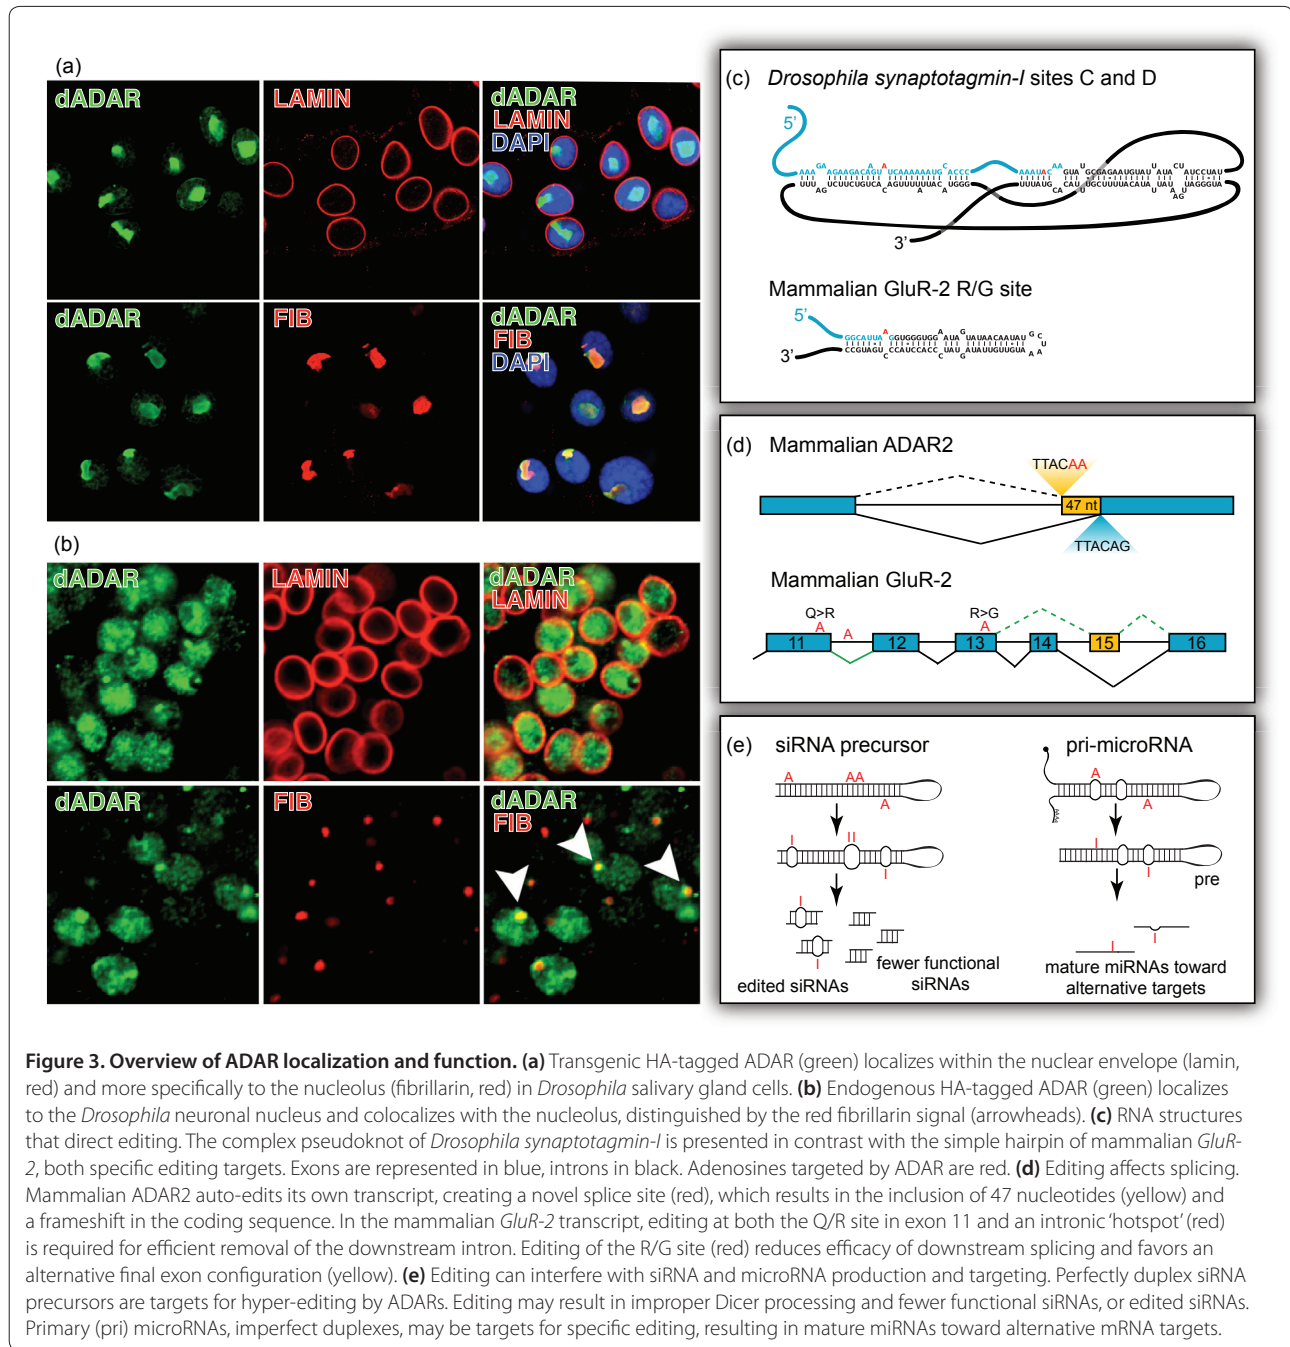 (a)
dADAR
LAMIN
dADAR
LAMIN
DAPI
dADAR
FIB
dADAR
FIB
DAPI
(b)
dADAR
LAMIN
dADAR
LAMIN
dADAR
FIB
dADAR
FIB
(c) Drosophila synaptotagmin-I sites C and D
5'
3'
Mammalian GluR-2 R/G site
5'
3'
(d) Mammalian ADAR2
TTACAA
47 nt
TTACAG
Mammalian GluR-2
Q>R
R>G
A
A
A
11
12
13
14
15
16
(e) siRNA precursor
A
AA
A
I
II
I
I
I
edited siRNAs
fewer functional
siRNAs
pri-microRNA
A
A
I
I
pre
I
I
mature miRNAs toward
alternative targets
Figure 3. Overview of ADAR localization and function. (a) Transgenic HA-tagged ADAR (green) localizes within the nuclear envelope (lamin,
red) and more specifically to the nucleolus (fibrillarin, red) in Drosophila salivary gland cells. (b) Endogenous HA-tagged ADAR (green) localizes
to the Drosophila neuronal nucleus and colocalizes with the nucleolus, distinguished by the red fibrillarin signal (arrowheads). (c) RNA structures
that direct editing. The complex pseudoknot of Drosophila synaptotagmin-I is presented in contrast with the simple hairpin of mammalian GluR-
2, both specific editing targets. Exons are represented in blue, introns in black. Adenosines targeted by ADAR are red. (d) Editing affects splicing.
Mammalian ADAR2 auto-edits its own transcript, creating a novel splice site (red), which results in the inclusion of 47 nucleotides (yellow) and
a frameshift in the coding sequence. In the mammalian GluR-2 transcript, editing at both the Q/R site in exon 11 and an intronic 'hotspot' (red)
is required for efficient removal of the downstream intron. Editing of the R/G site (red) reduces efficacy of downstream splicing and favors an
alternative final exon configuration (yellow). (e) Editing can interfere with siRNA and microRNA production and targeting. Perfectly duplex siRNA
precursors are targets for hyper-editing by ADARs. Editing may result in improper Dicer processing and fewer functional siRNAs, or edited siRNAs.
Primary (pri) microRNAs, imperfect duplexes, may be targets for specific editing, resulting in mature miRNAs toward alternative mRNA targets.